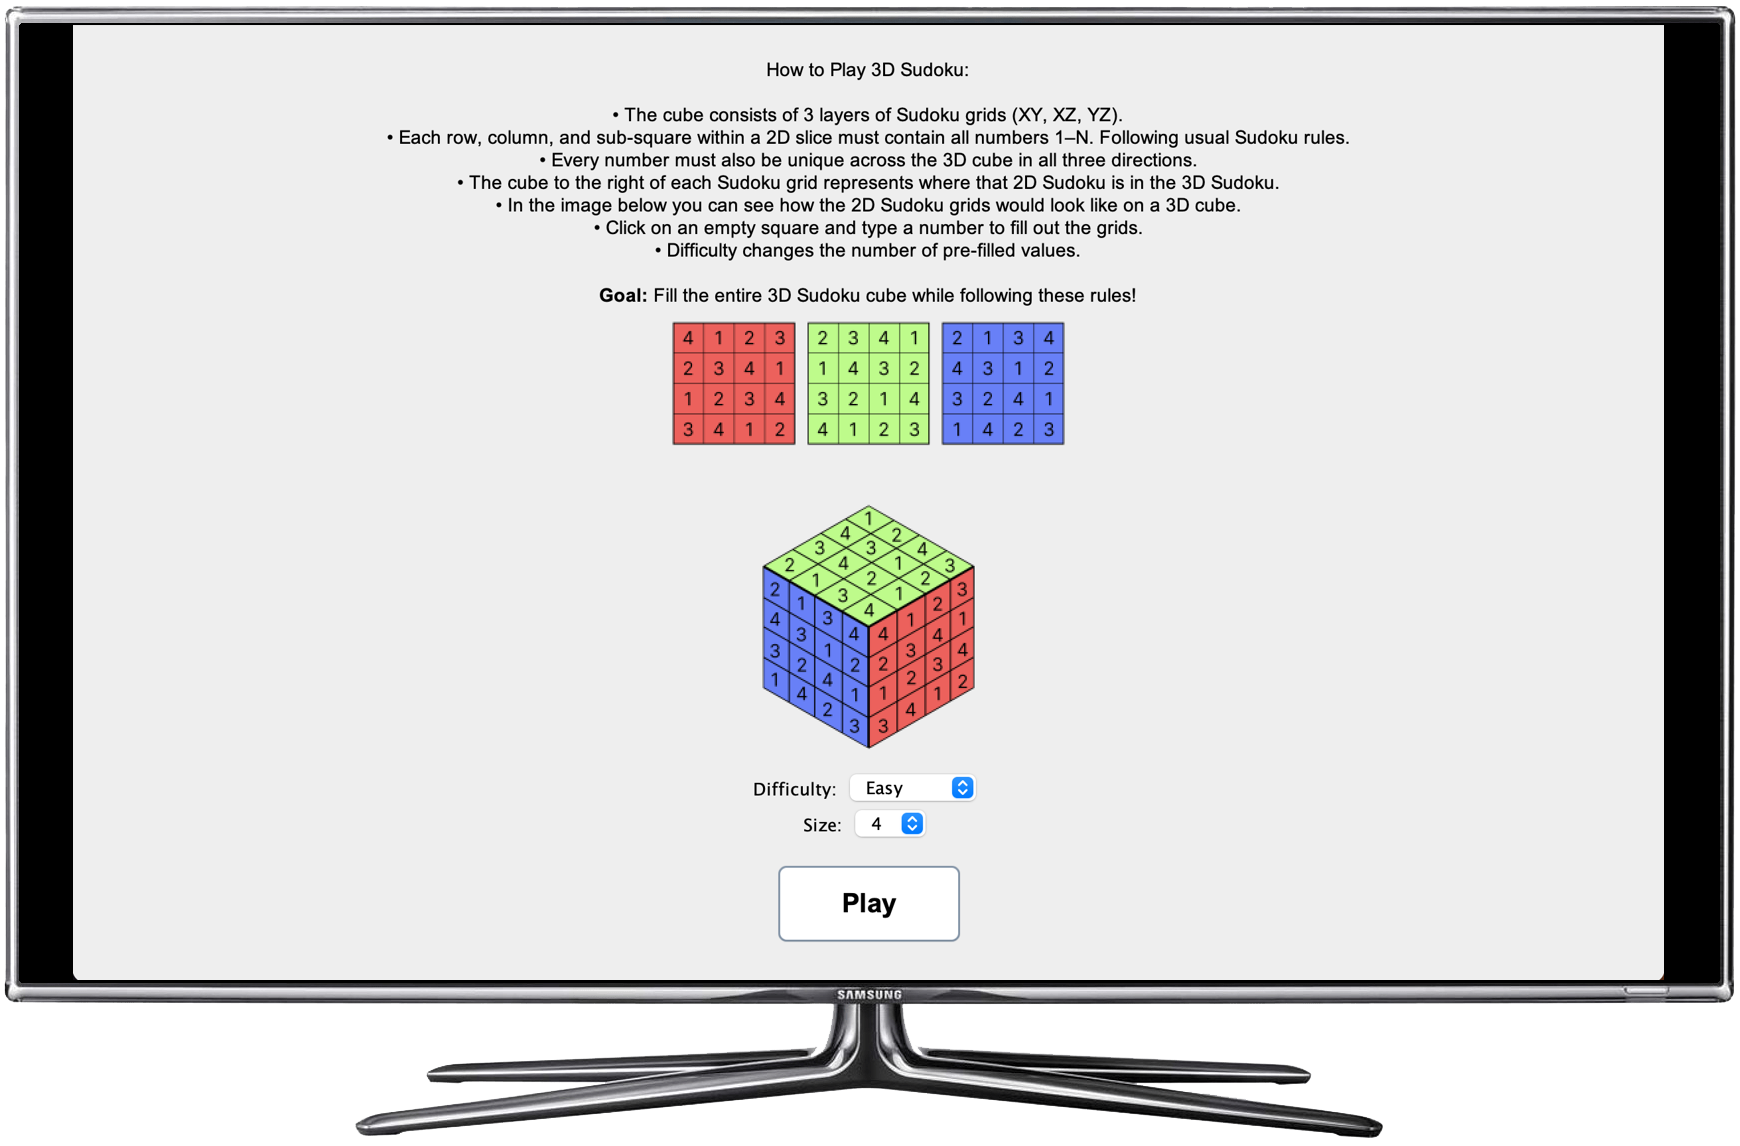 How to Play 3D Sudoku:
• The cube consists of 3 layers of Sudoku grids (XY, XZ, YZ).
• Each row, column, and sub-square within a 2D slice must contain all numbers 1–N. Following usual Sudoku rules.
• Every number must also be unique across the 3D cube in all three directions.
• The cube to the right of each Sudoku grid represents where that 2D Sudoku is in the 3D Sudoku.
• In the image below you can see how the 2D Sudoku grids would look like on a 3D cube.
• Click on an empty square and type a number to fill out the grids.
• Difficulty changes the number of pre-filled values.
Goal: Fill the entire 3D Sudoku cube while following these rules!
4 1 2 3
2 3 4 1
1 2 3 4
3 4 1 2
2 3 4 1
1 4 3 2
3 2 1 4
4 1 2 3
2 1 3 4
4 3 1 2
3 2 4 1
1 4 2 3
2 3 4 1
1 4 3 2
3 2 1 4
4 1 2 3
2 1 3 4
4 3 1 2
3 2 4 1
1 4 2 3
4 1 2 3
2 3 4 1
1 2 3 4
3 4 1 2
Difficulty: Easy
Size: 4
Play
SAMSUNG